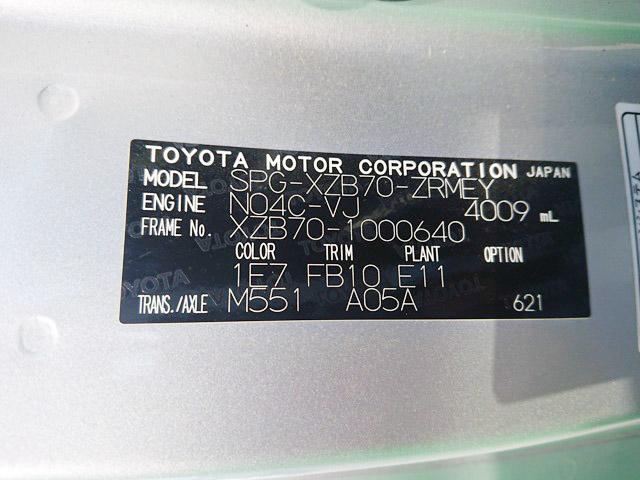 TOYOTA MOTOR CORPORATION JAPAN
MODEL SPG-XZB70-ZRMEY
ENGINE N04C-VJ 4009 mL
FRAME No. XZB70-1000640
COLOR TRIM PLANT OPTION
1E7 FB10 E11
TRANS./AXLE M551 A05A 621